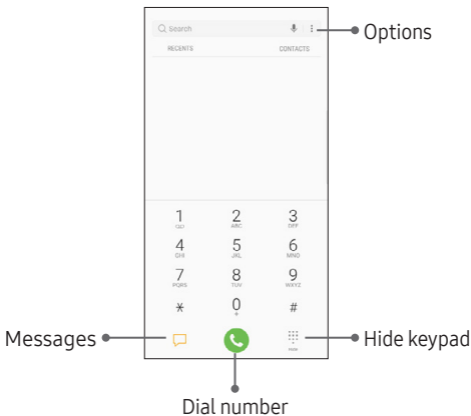 Search
Options
RECENTS CONTACTS
1 2 3
ABC DEF
4 5 6
GHI JKL MNO
7 8 9
PQRS TUV WXYZ
* 0 #
+
Messages
Hide keypad
Dial number